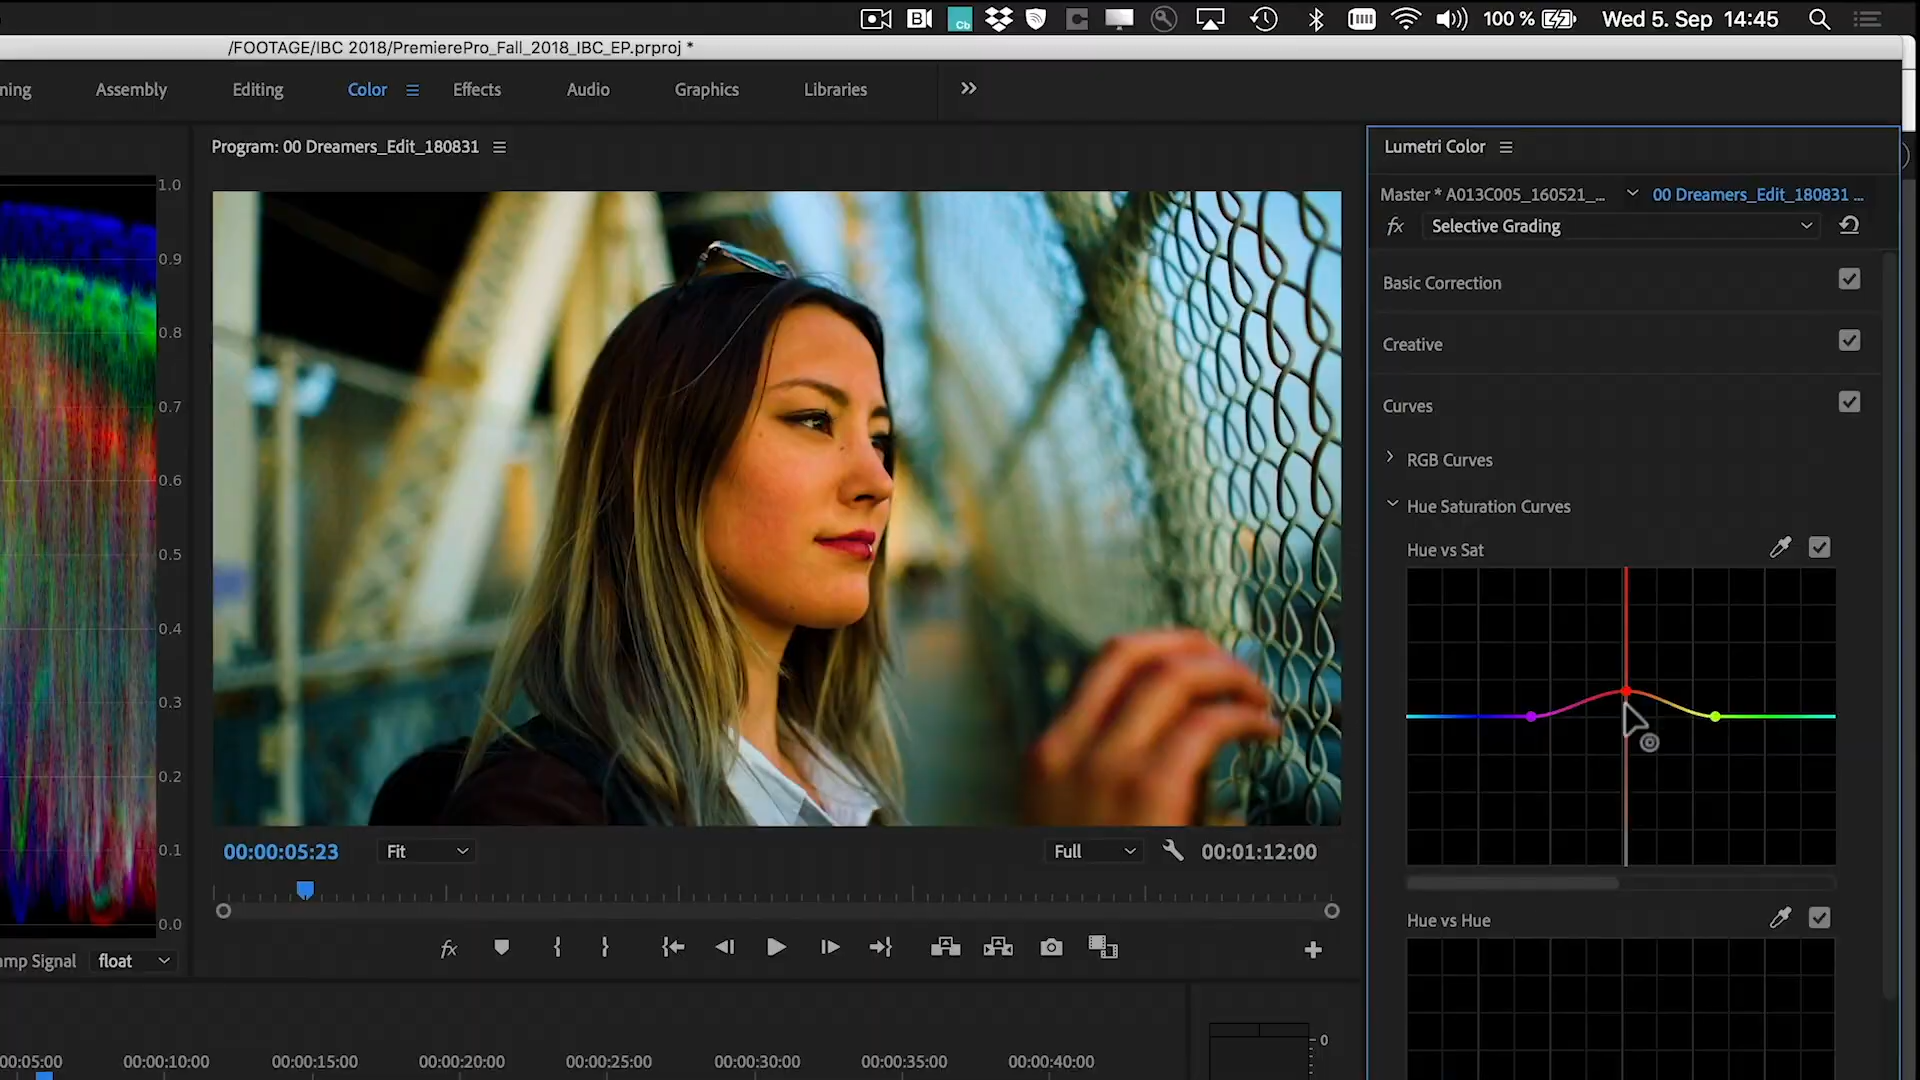 100 %
Wed 5. Sep 14:45
/FOOTAGE/IBC 2018/PremierePro_Fall_2018_IBC_EP.prproj *
ning
Assembly
Editing
Color
Effects
Audio
Graphics
Libraries
Program: 00 Dreamers_Edit_180831
Lumetri Color
Master * A013C005_160521_...
00 Dreamers_Edit_180831 ...
fx
Selective Grading
Basic Correction
Creative
Curves
RGB Curves
Hue Saturation Curves
Hue vs Sat
Hue vs Hue
1.0
0.9
0.8
0.7
0.6
0.5
0.4
0.3
0.2
0.1
0.0
amp Signal
float
00:00:05:23
Fit
Full
00:01:12:00
fx
00:05:00
00:00:10:00
00:00:15:00
00:00:20:00
00:00:25:00
00:00:30:00
00:00:35:00
00:00:40:00
0